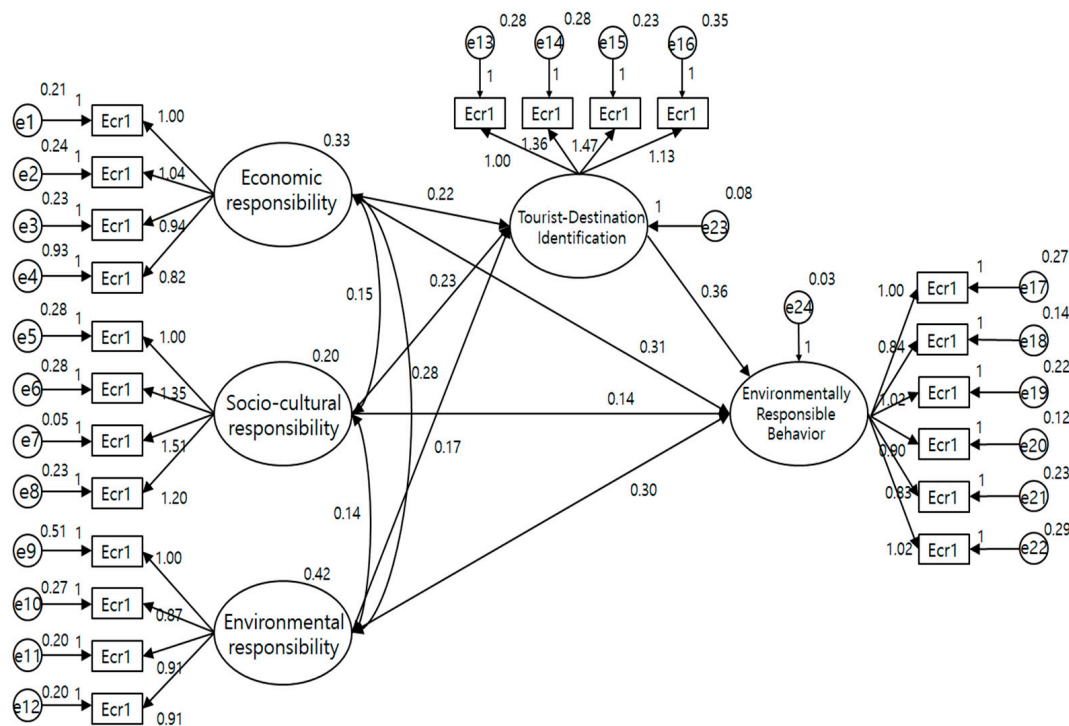 0.28
0.28
0.23
0.35
e13
e14
e15
e16
1
1
1
1
Ecr1
Ecr1
Ecr1
Ecr1
1.00
1.36
1.47
1.13
0.21
e1
1
Ecr1
1.00
0.24
e2
1
Ecr1
1.04
0.23
e3
1
Ecr1
0.94
0.93
e4
1
Ecr1
0.82
0.33
Economic
responsibility
0.22
Tourist-Destination
Identification
1
e23
0.08
0.28
e5
1
Ecr1
1.00
0.28
e6
1
Ecr1
1.35
0.05
e7
1
Ecr1
1.51
0.23
e8
1
Ecr1
1.20
0.20
Socio-cultural
responsibility
0.15
0.28
0.14
0.23
0.17
0.31
0.14
0.30
0.36
0.03
e24
1
Environmentally
Responsible
Behavior
1.00
Ecr1
1
e17
0.27
0.84
Ecr1
1
e18
0.14
1.02
Ecr1
1
e19
0.22
0.90
Ecr1
1
e20
0.12
0.83
Ecr1
1
e21
0.23
1.02
Ecr1
1
e22
0.29
0.51
e9
1
Ecr1
1.00
0.27
e10
1
Ecr1
0.87
0.20
e11
1
Ecr1
0.91
0.20
e12
1
Ecr1
0.91
0.42
Environmental
responsibility